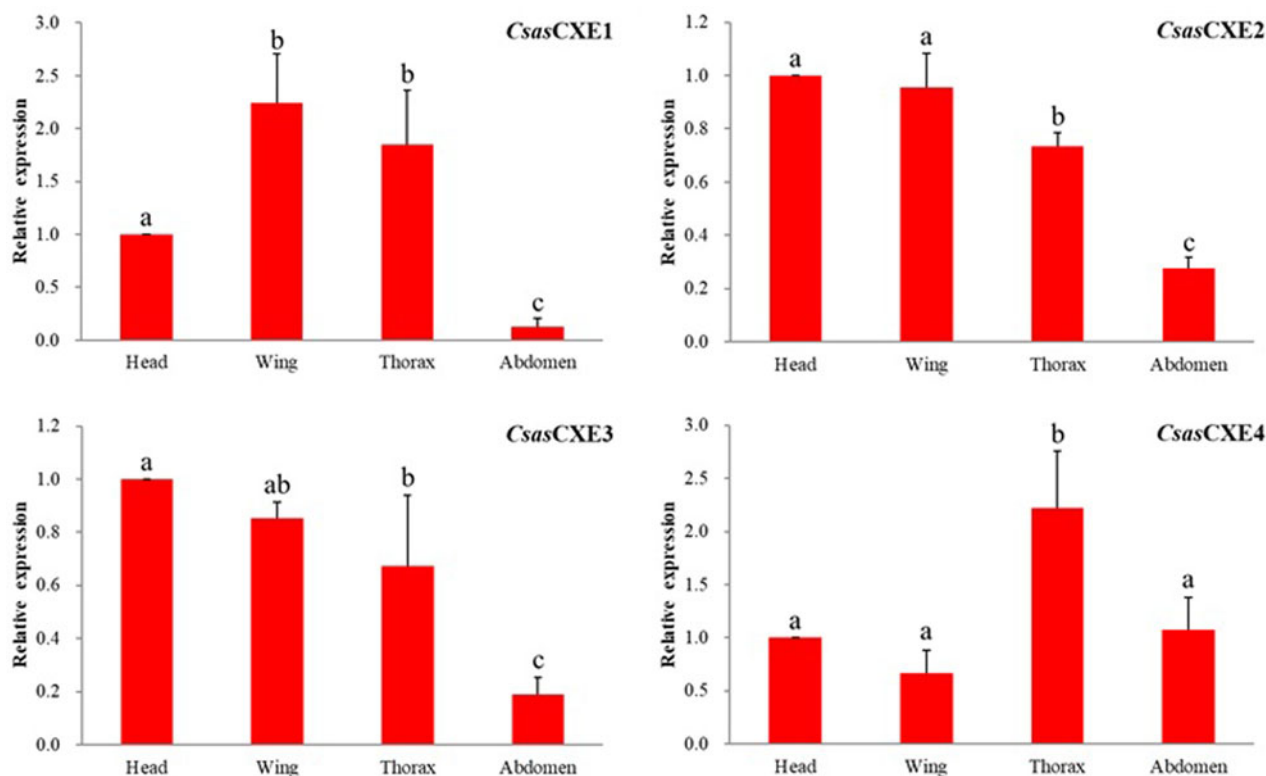 CsasCXE1
Relative expression
3.0
2.5
2.0
1.5
1.0
0.5
0.0
a
b
b
c
Head Wing Thorax Abdomen
CsasCXE2
Relative expression
1.2
1.0
0.8
0.6
0.4
0.2
0.0
a
a
b
c
Head Wing Thorax Abdomen
CsasCXE3
Relative expression
1.2
1.0
0.8
0.6
0.4
0.2
0.0
a
ab
b
c
Head Wing Thorax Abdomen
CsasCXE4
Relative expression
3.0
2.5
2.0
1.5
1.0
0.5
0.0
a
a
b
a
Head Wing Thorax Abdomen